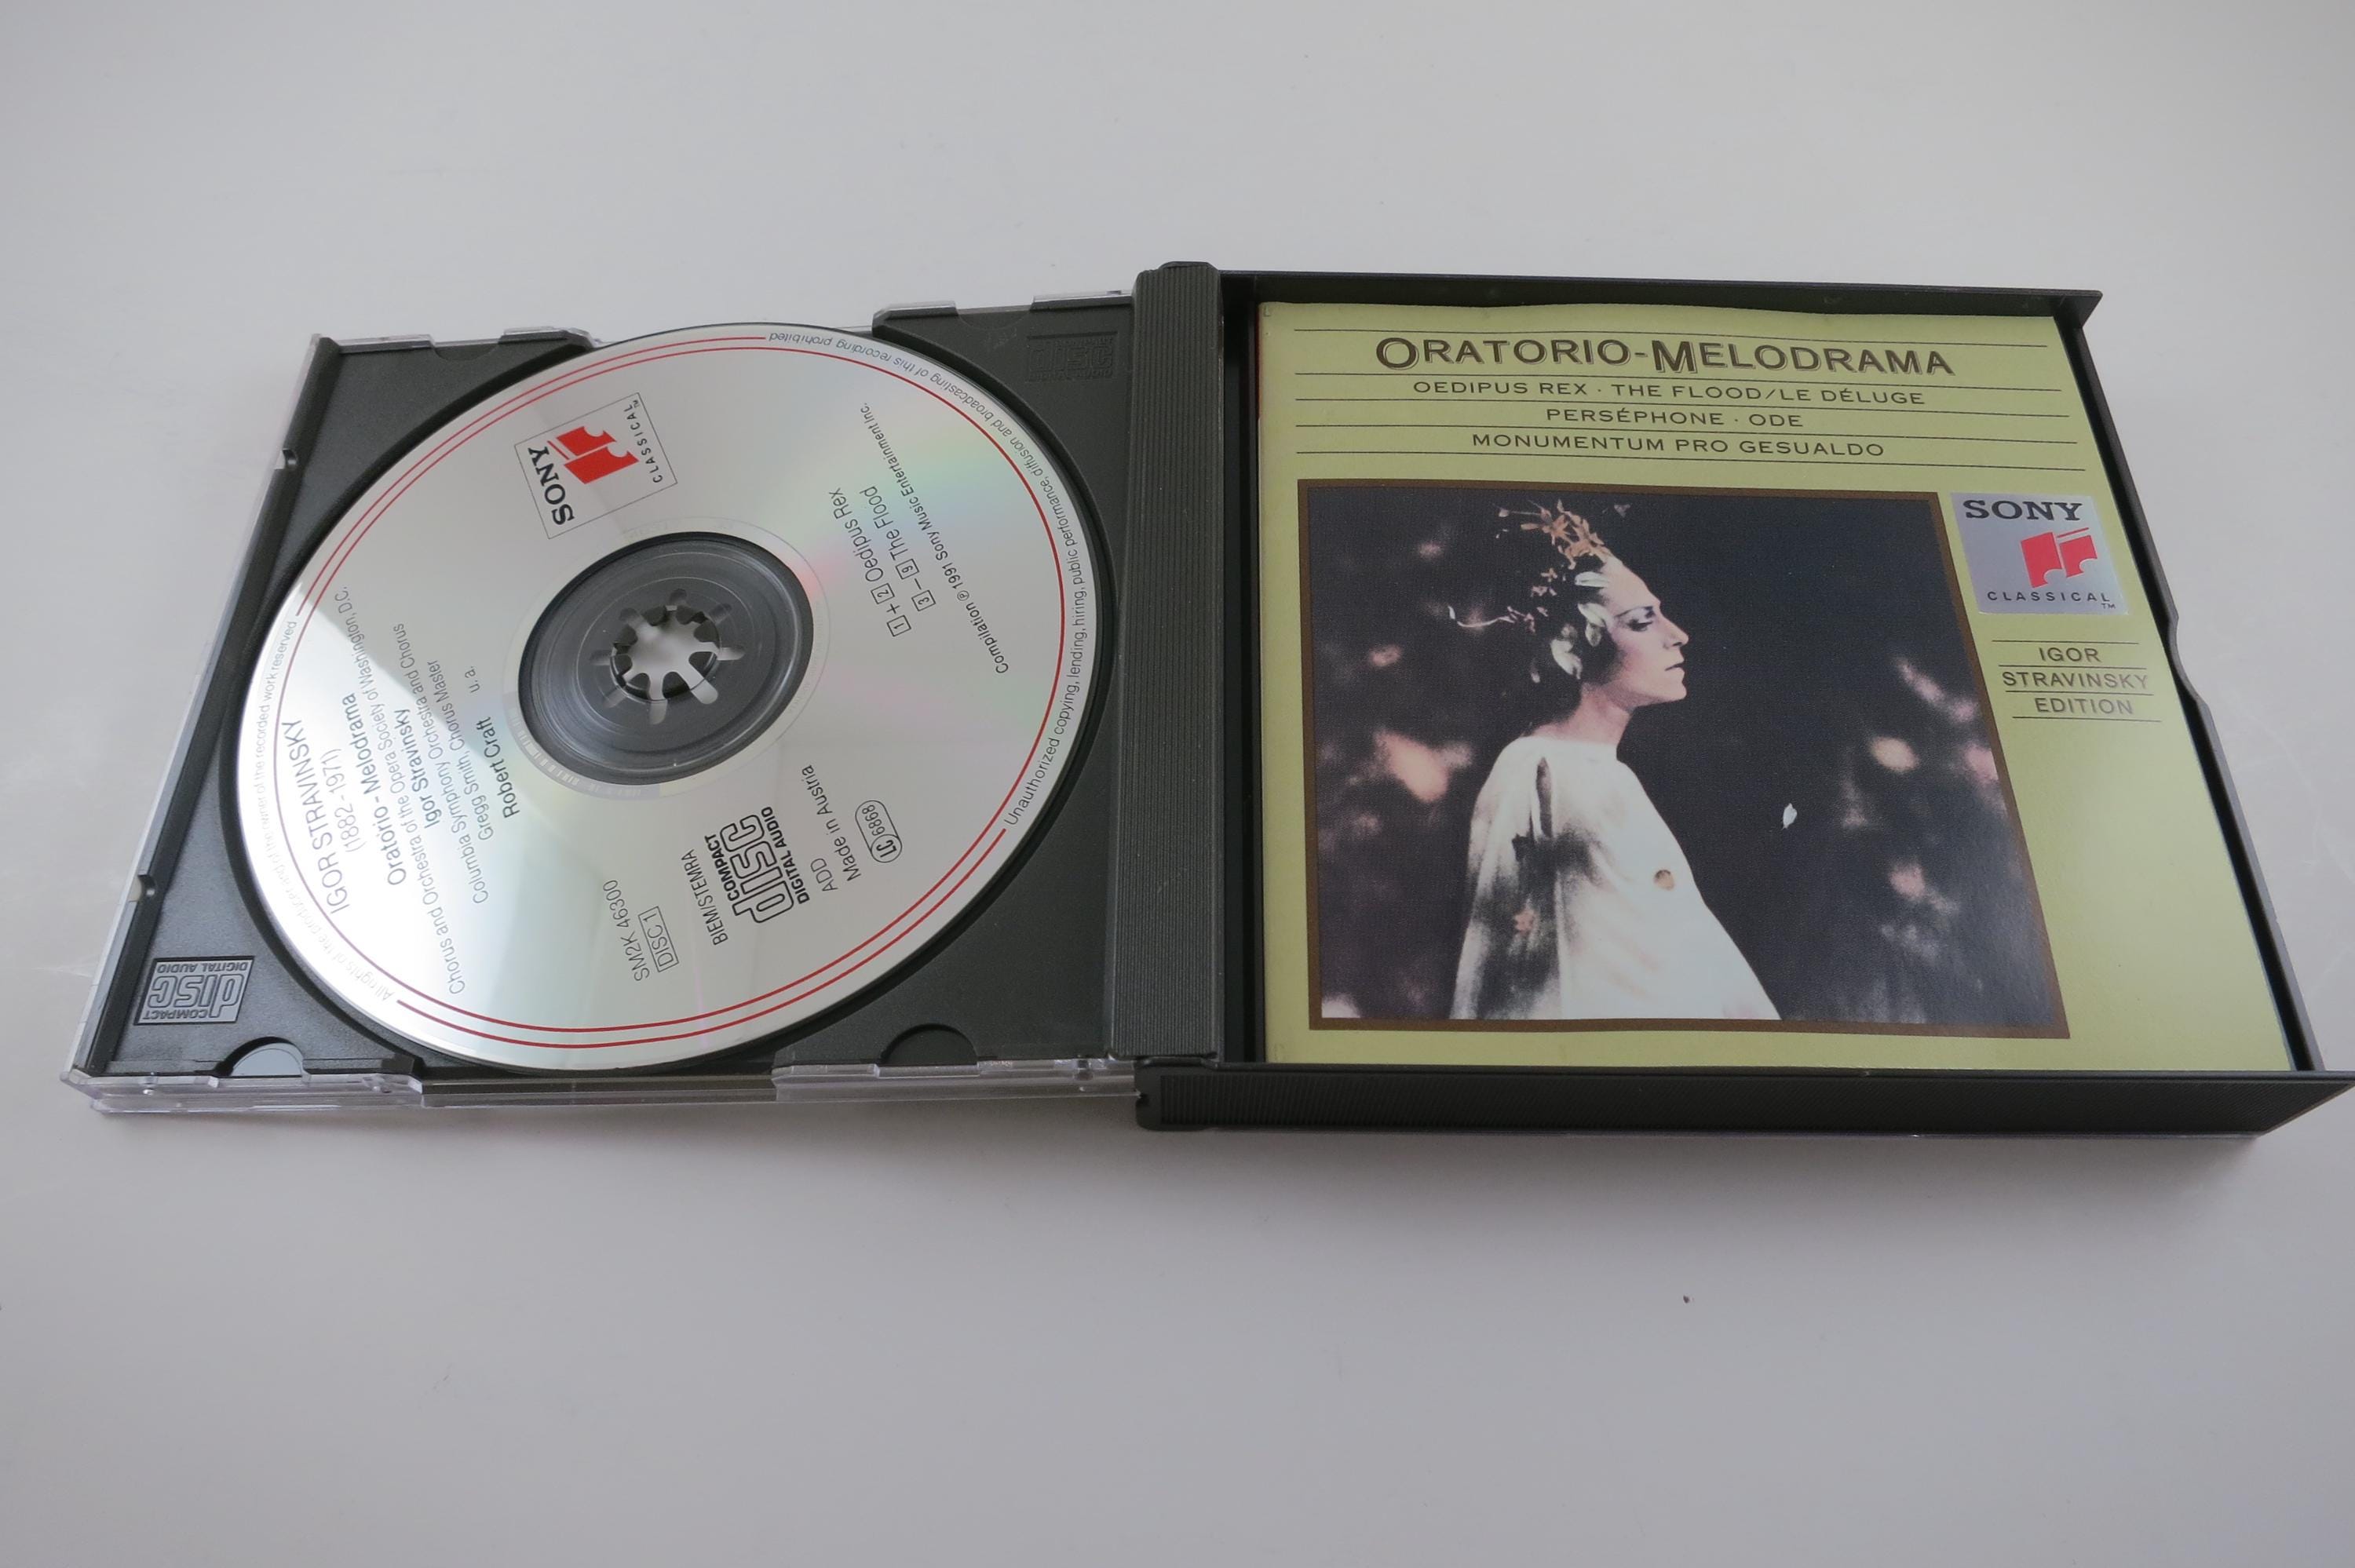 SONY
CLASSICAL™
IGOR STRAVINSKY
(1882-1971)
Oratorio - Melodrama
Chorus and Orchestra of the Opera Society of Washington, D.C.
Igor Stravinsky
Columbia Symphony Orchestra and Chorus
Gregg Smith, Chorus Master
Robert Craft
u. a.
1 + 2 Oedipus Rex
3 – 9 The Flood
Compilation ℗ 1991 Sony Music Entertainment Inc.
SM2K 46300
DISC 1
BIEM/STEMRA
COMPACT
disc
DIGITAL AUDIO
ADD
Made in Austria
LC 6868
All rights of the producer and of the owner of the recorded work reserved
Unauthorized copying, lending, hiring, public performance, diffusion and broadcasting of this recording prohibited
COMPACT
disc
DIGITAL AUDIO
disc
ORATORIO-MELODRAMA
OEDIPUS REX · THE FLOOD/LE DÉLUGE
PERSÉPHONE · ODE
MONUMENTUM PRO GESUALDO
SONY
CLASSICAL™
IGOR
STRAVINSKY
EDITION